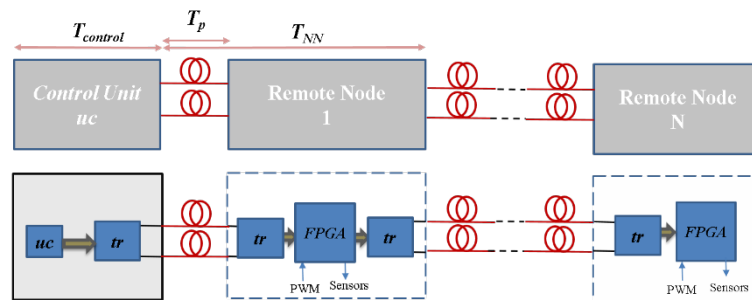 T_control
T_p
T_NN
Control Unit
uc
Remote Node
1
Remote Node
N
uc
tr
tr
FPGA
tr
PWM
Sensors
tr
FPGA
PWM
Sensors